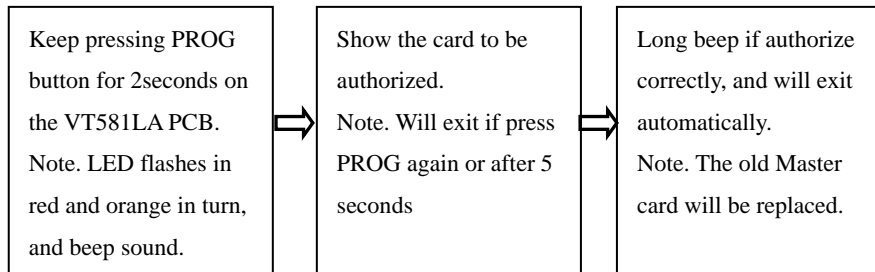 Keep pressing PROG
button for 2seconds on
the VT581LA PCB.
Note. LED flashes in
red and orange in turn,
and beep sound.
Show the card to be
authorized.
Note. Will exit if press
PROG again or after 5
seconds
Long beep if authorize
correctly, and will exit
automatically.
Note. The old Master
card will be replaced.